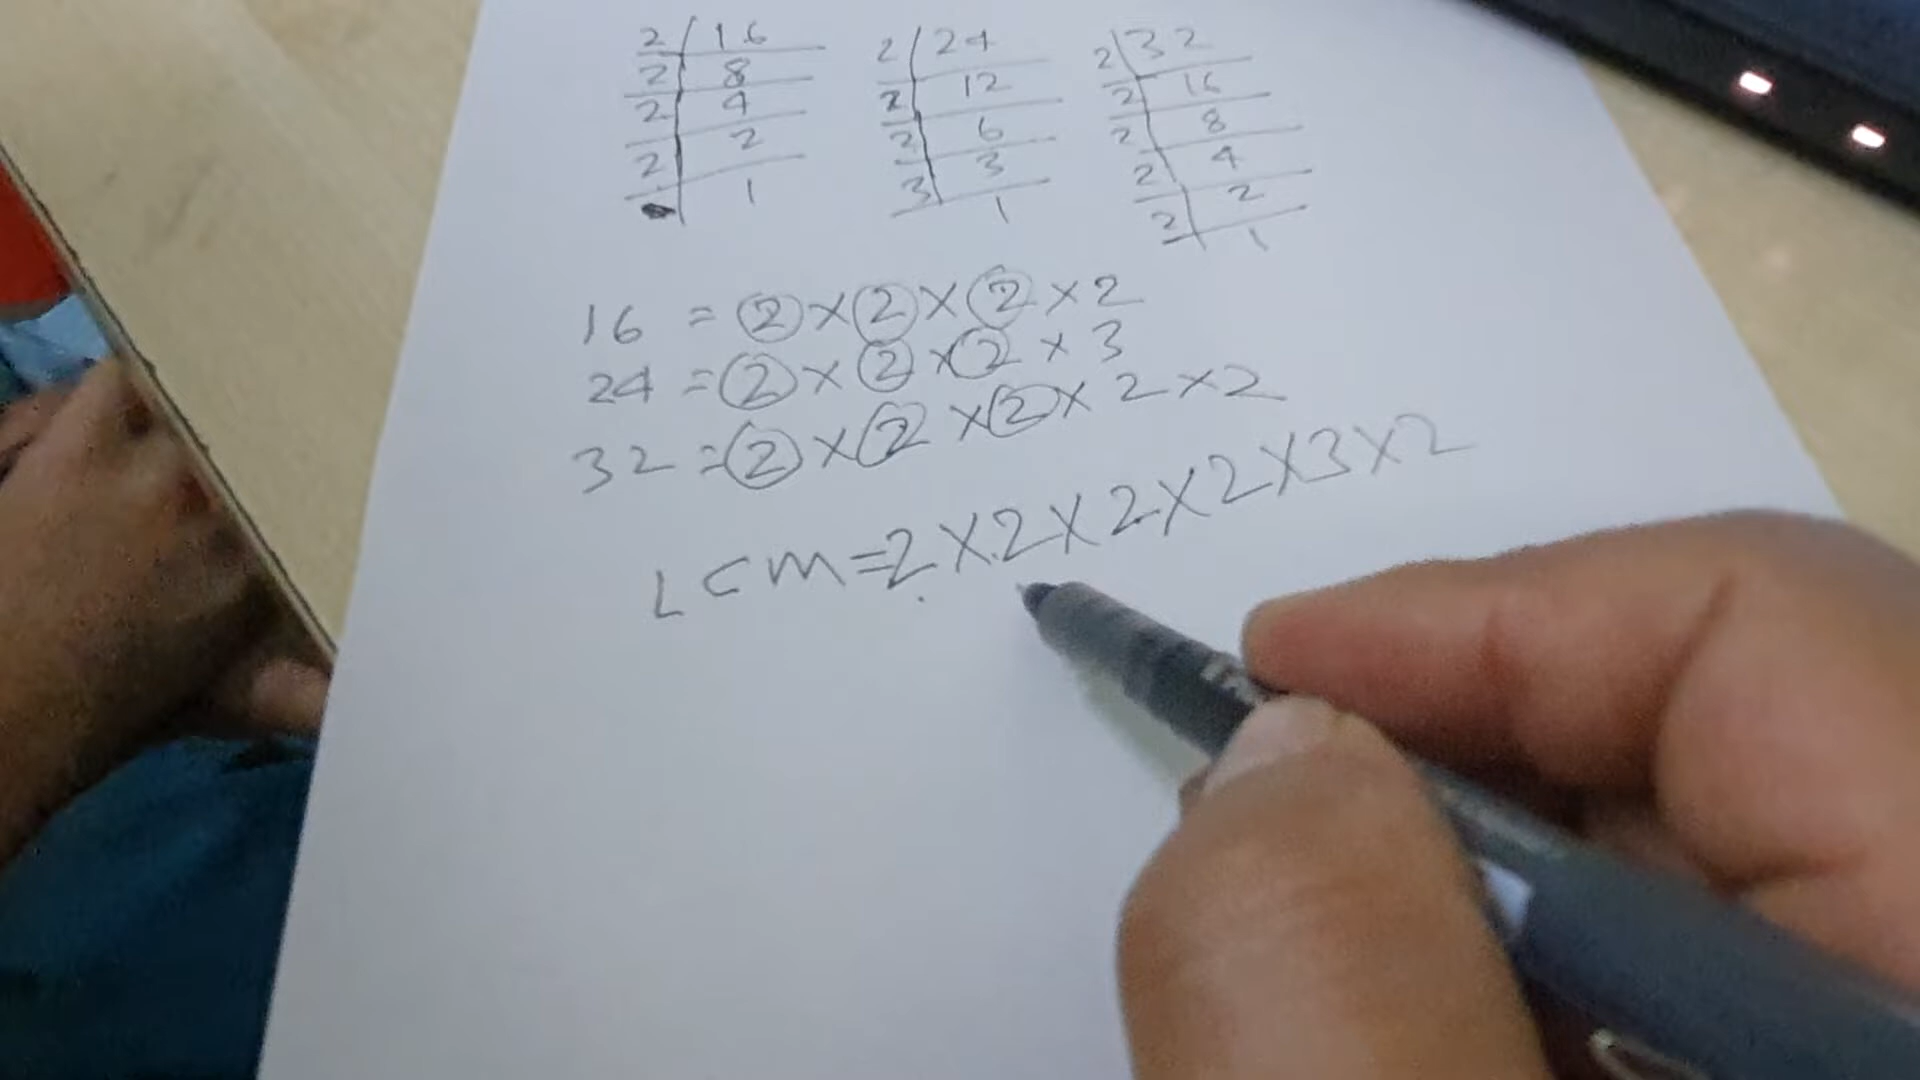 2 16 2 24 2 32
2 8 2 12 2 16
2 4 2 6 2 8
2 2 3 2 4
2 1 3 1 2 2
2 1
16 = 2 × 2 × 2 × 2
24 = 2 × 2 × 2 × 3
32 = 2 × 2 × 2 × 2 × 2
LCM = 2 × 2 × 2 × 2 × 3 × 2